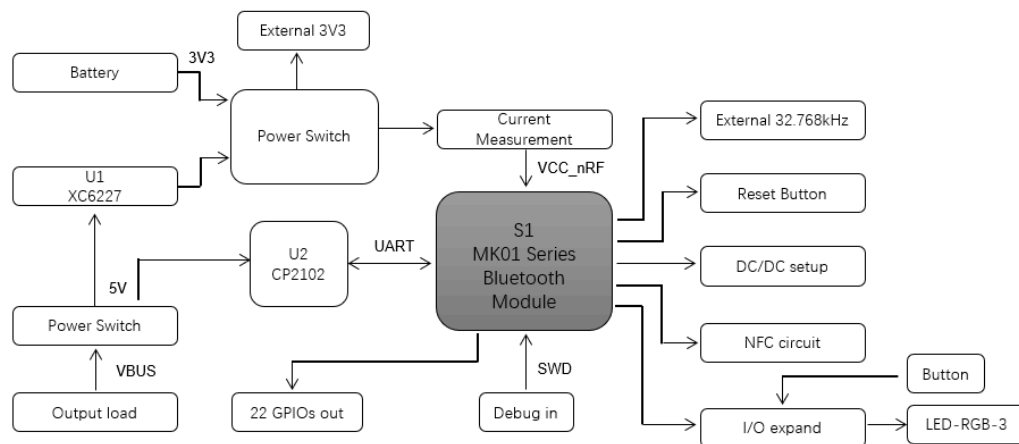 External 3V3
3V3
Battery
Power Switch
Current
Measurement
External 32.768kHz
U1
XC6227
VCC_nRF
Reset Button
S1
MK01 Series
Bluetooth
Module
U2
CP2102
UART
DC/DC setup
5V
Power Switch
NFC circuit
VBUS
SWD
Button
Output load
22 GPIOs out
Debug in
I/O expand
LED-RGB-3